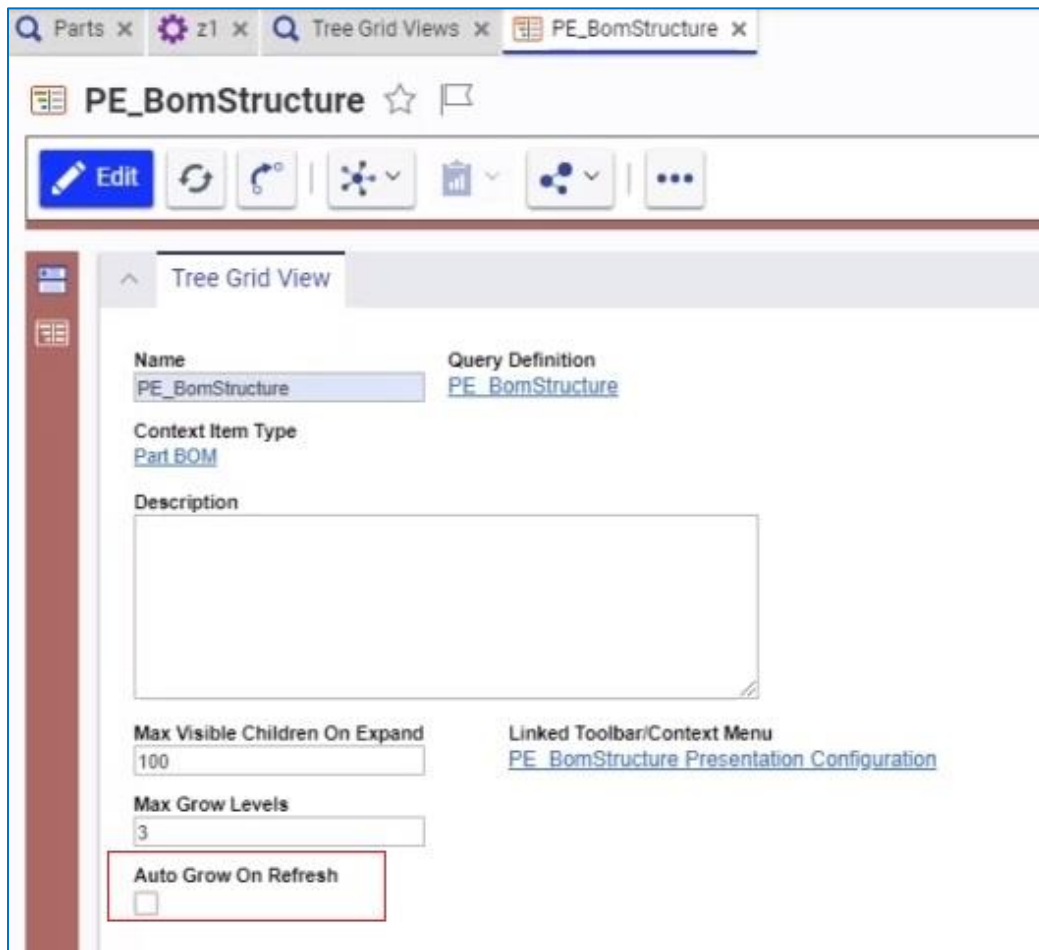 Parts z1 Tree Grid Views PE_BomStructure
PE_BomStructure
Edit
Tree Grid View
Name Query Definition
PE_BomStructure PE_BomStructure
Context Item Type
Part BOM
Description
Max Visible Children On Expand Linked Toolbar/Context Menu
100 PE_BomStructure Presentation Configuration
Max Grow Levels
3
Auto Grow On Refresh